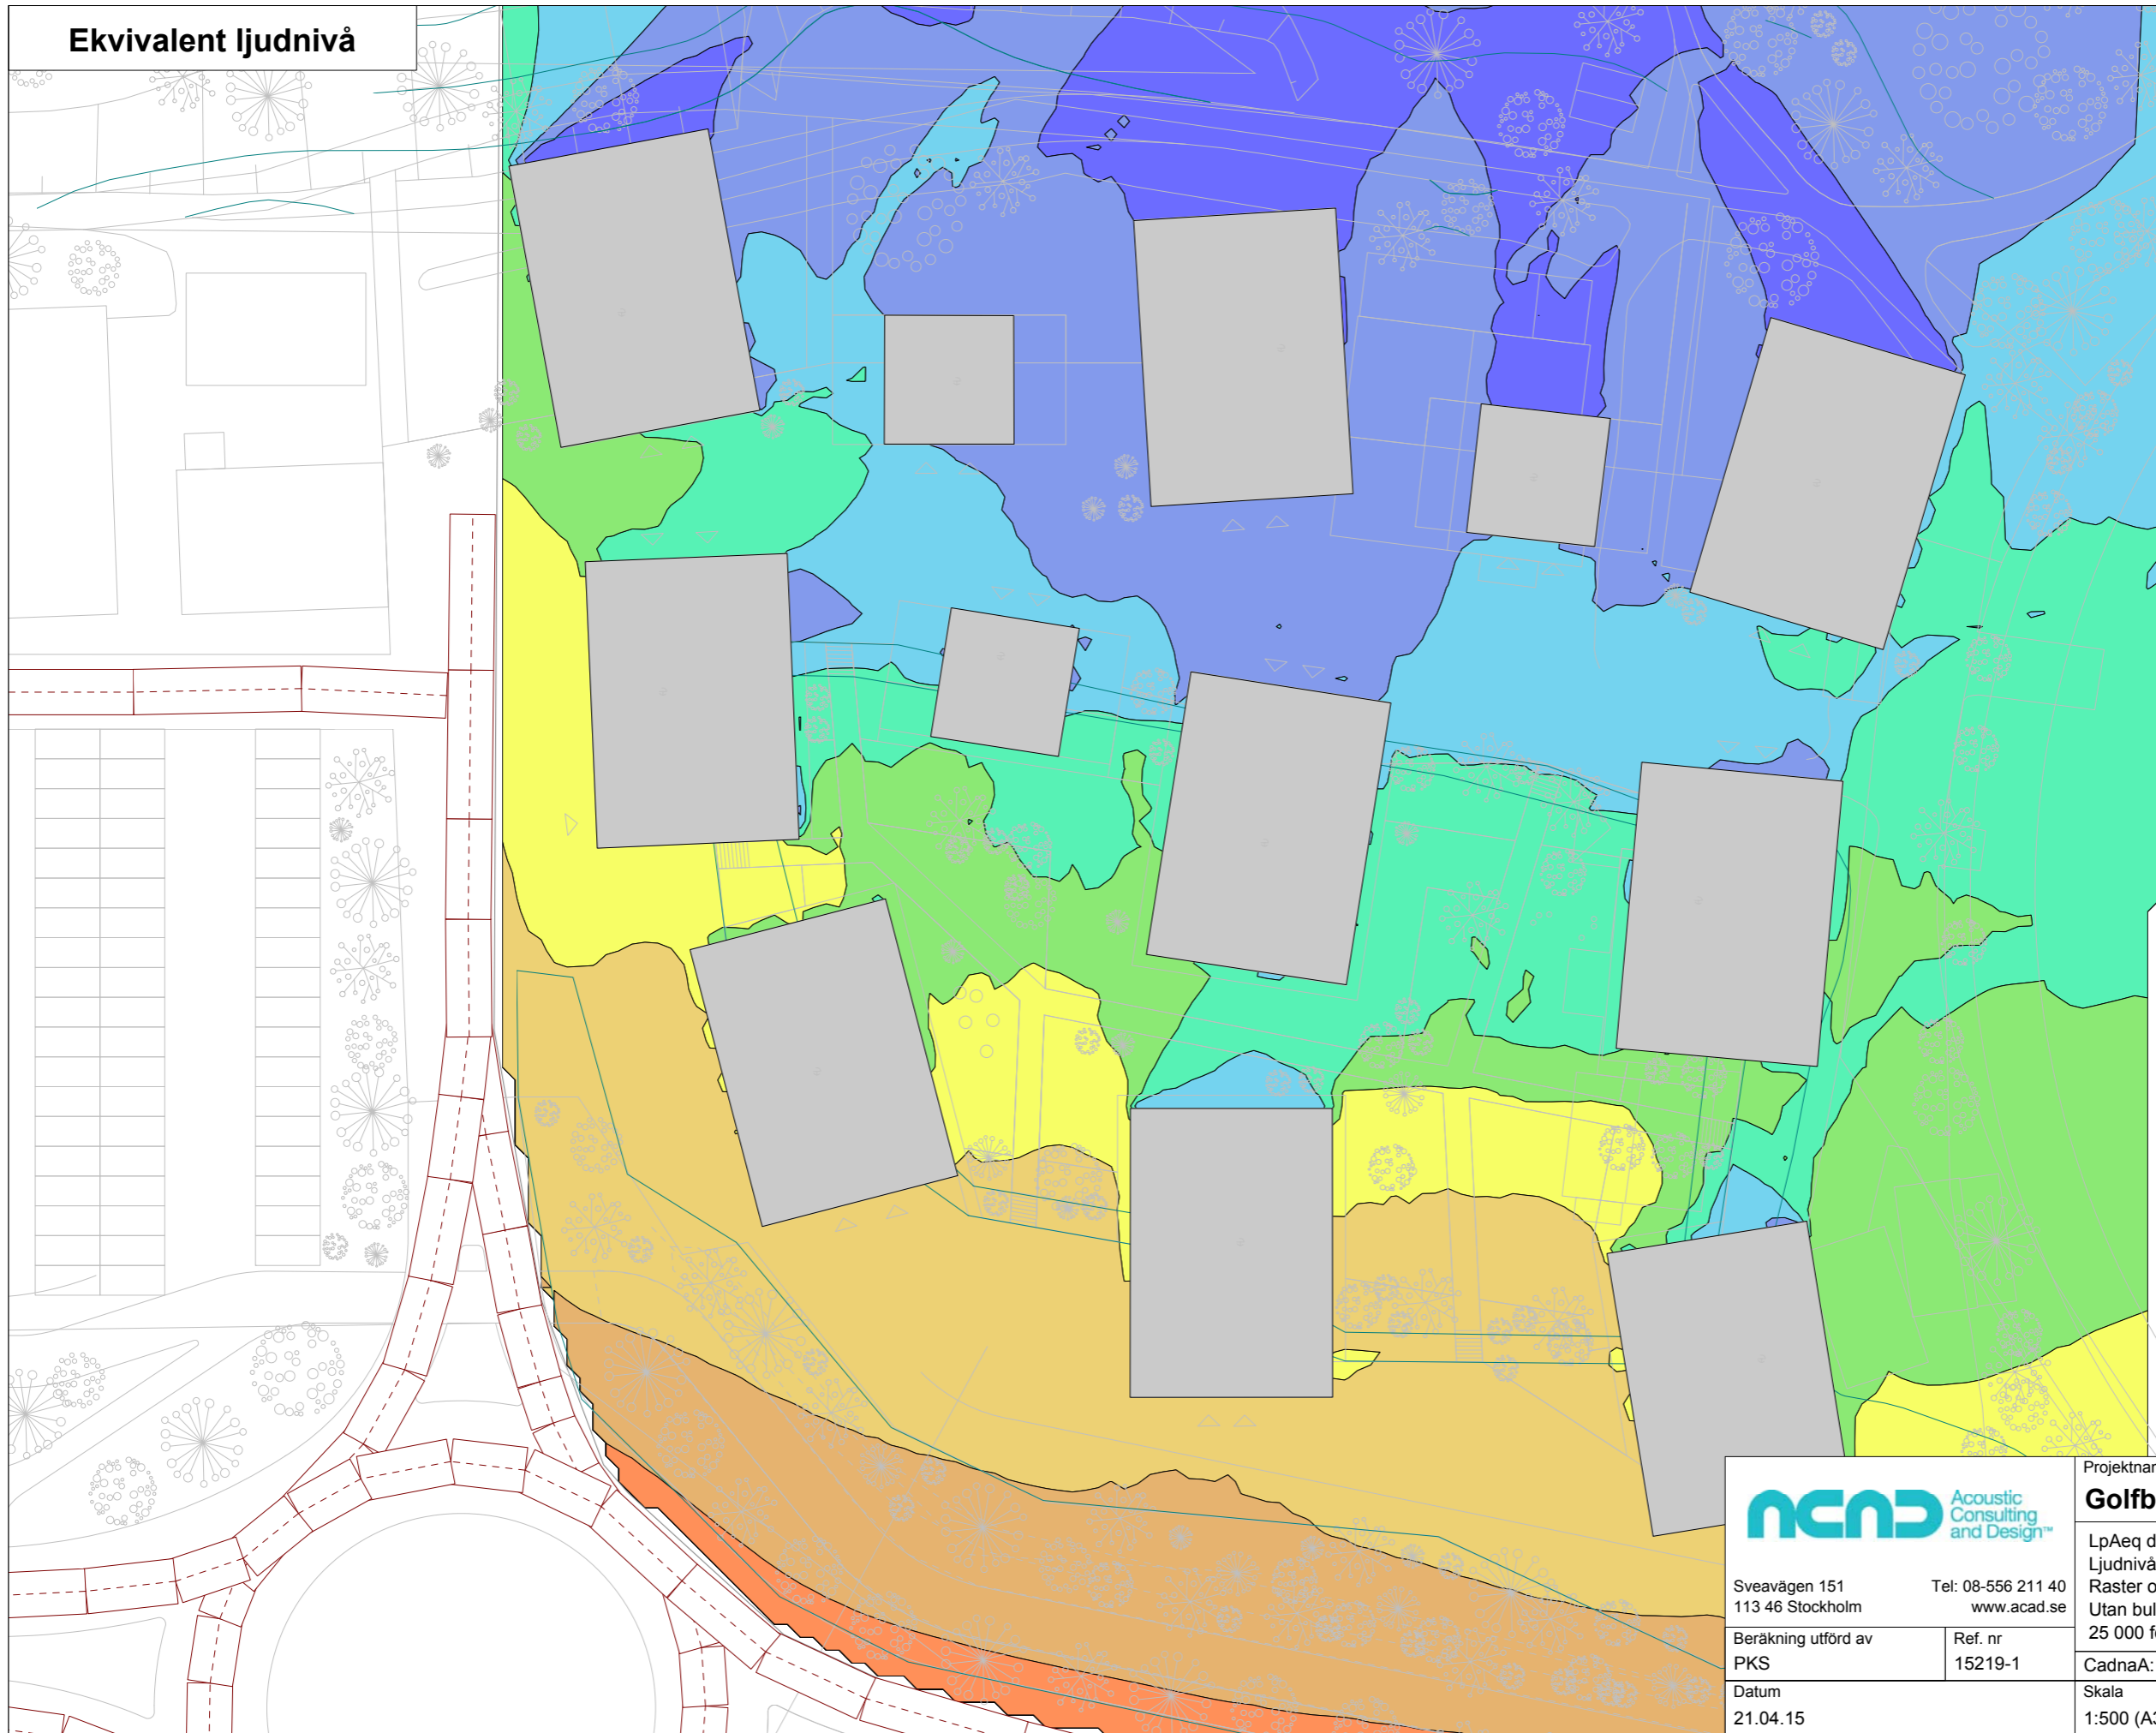 Ekvivalent ljudnivå
ACAD
Acoustic
Consulting
and Design™
Sveavägen 151
113 46 Stockholm
Tel: 08-556 211 40
www.acad.se
Beräkning utförd av
PKS
Ref. nr
15219-1
Datum
21.04.15
Projektnar
Golfb
LpAeq d
Ljudnivå
Raster o
Utan bul
25 000 f
CadnaA:
Skala
1:500 (A